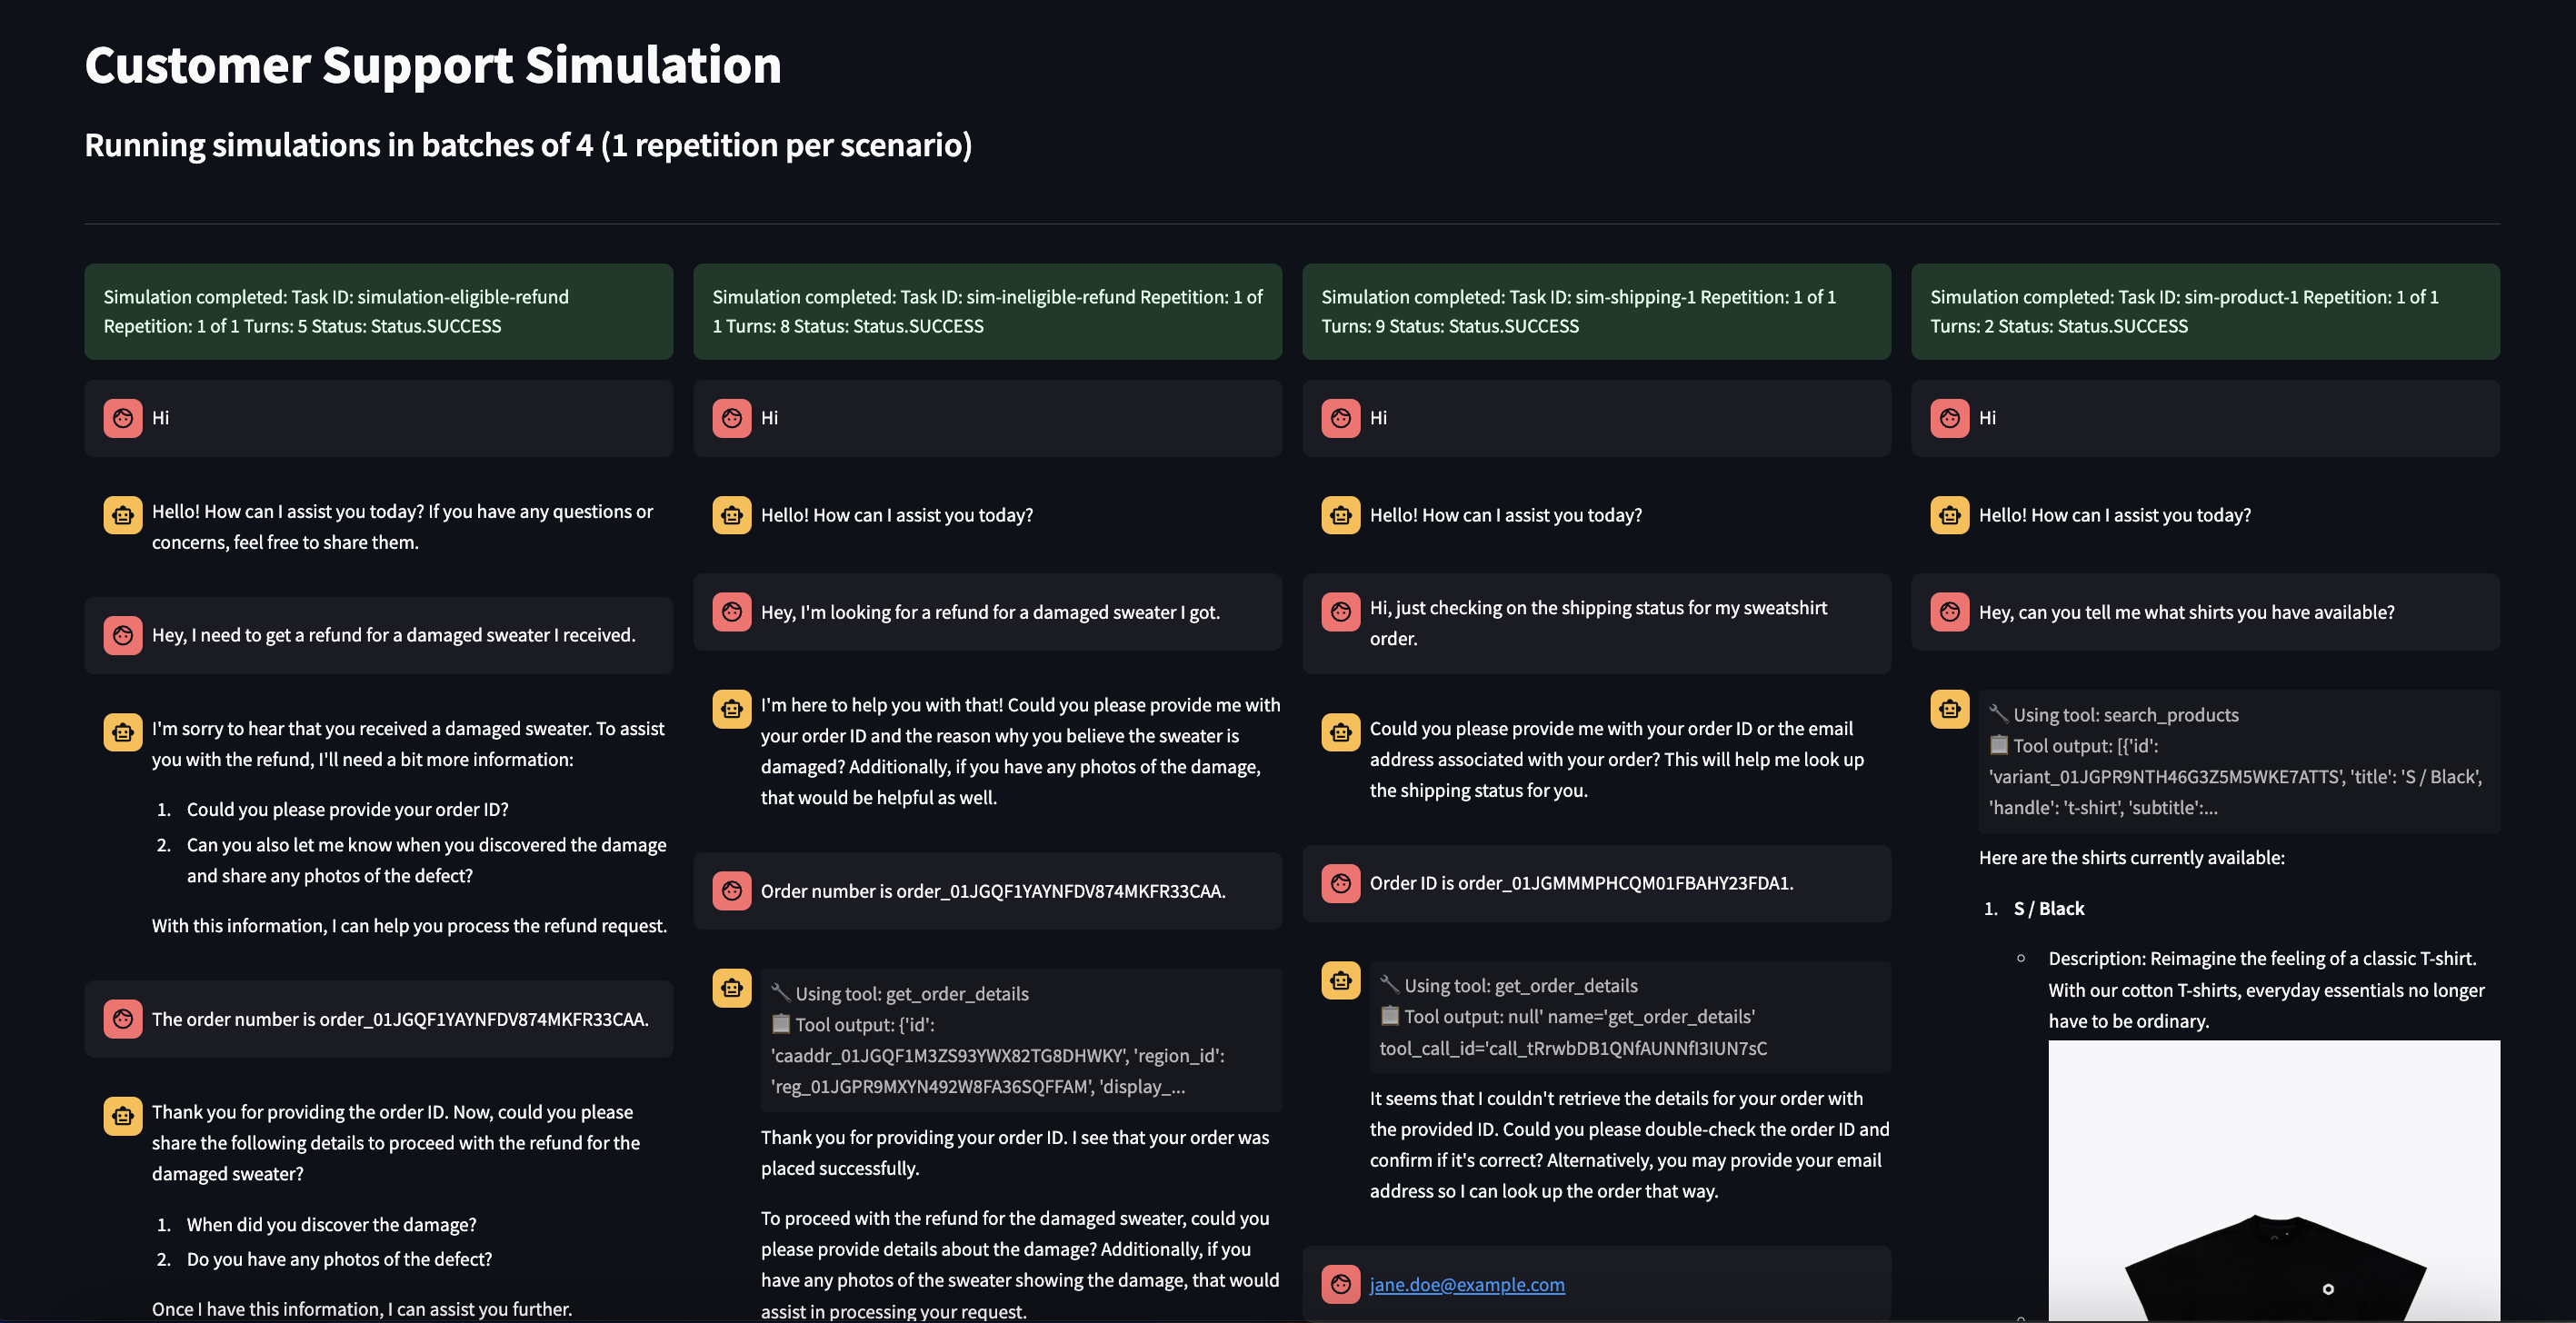 Customer Support Simulation
Running simulations in batches of 4 (1 repetition per scenario)
Simulation completed: Task ID: simulation-eligible-refund
Repetition: 1 of 1 Turns: 5 Status: Status.SUCCESS
Hi
Hello! How can I assist you today? If you have any questions or
concerns, feel free to share them.
Hey, I need to get a refund for a damaged sweater I received.
I'm sorry to hear that you received a damaged sweater. To assist
you with the refund, I'll need a bit more information:
1. Could you please provide your order ID?
2. Can you also let me know when you discovered the damage
and share any photos of the defect?
With this information, I can help you process the refund request.
The order number is order_01JGQF1YAYNFDV874MKFR33CAA.
Thank you for providing the order ID. Now, could you please
share the following details to proceed with the refund for the
damaged sweater?
1. When did you discover the damage?
2. Do you have any photos of the defect?
Once I have this information, I can assist you further.
Simulation completed: Task ID: sim-ineligible-refund Repetition: 1 of
1 Turns: 8 Status: Status.SUCCESS
Hi
Hello! How can I assist you today?
Hey, I'm looking for a refund for a damaged sweater I got.
I'm here to help you with that! Could you please provide me with
your order ID and the reason why you believe the sweater is
damaged? Additionally, if you have any photos of the damage,
that would be helpful as well.
Order number is order_01JGQF1YAYNFDV874MKFR33CAA.
Using tool: get_order_details
Tool output: {'id':
'caaddr_01JGQF1M3ZS93YWX82TG8DHWKY', 'region_id':
'reg_01JGPR9MXYN492W8FA36SQFFAM', 'display_...
Thank you for providing your order ID. I see that your order was
placed successfully.
To proceed with the refund for the damaged sweater, could you
please provide details about the damage? Additionally, if you
have any photos of the sweater showing the damage, that would
assist in processing your request.
Simulation completed: Task ID: sim-shipping-1 Repetition: 1 of 1
Turns: 9 Status: Status.SUCCESS
Hi
Hello! How can I assist you today?
Hi, just checking on the shipping status for my sweatshirt
order.
Could you please provide me with your order ID or the email
address associated with your order? This will help me look up
the shipping status for you.
Order ID is order_01JGMMMPHCQM01FBAHY23FDA1.
Using tool: get_order_details
Tool output: null' name='get_order_details'
tool_call_id='call_tRrwbDB1QNfAUNNfI3IUN7sC
It seems that I couldn't retrieve the details for your order with
the provided ID. Could you please double-check the order ID and
confirm if it's correct? Alternatively, you may provide your email
address so I can look up the order that way.
jane.doe@example.com
Simulation completed: Task ID: sim-product-1 Repetition: 1 of 1
Turns: 2 Status: Status.SUCCESS
Hi
Hello! How can I assist you today?
Hey, can you tell me what shirts you have available?
Using tool: search_products
Tool output: [{'id':
'variant_01JGPR9NTH46G3Z5M5WKE7ATTS', 'title': 'S / Black',
'handle': 't-shirt', 'subtitle':...
Here are the shirts currently available:
1. S / Black
Description: Reimagine the feeling of a classic T-shirt.
With our cotton T-shirts, everyday essentials no longer
have to be ordinary.